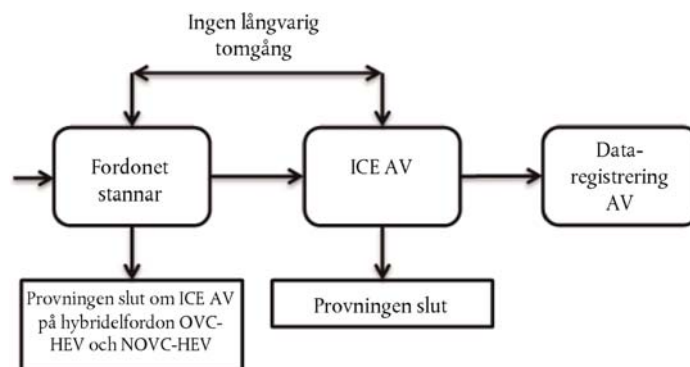 Ingen långvarig
tomgång
Fordonet
stannar
ICE AV
Data-
registrering
AV
Provningen slut om ICE AV
på hybridelfordon OVC-
HEV och NOVC-HEV
Provningen slut